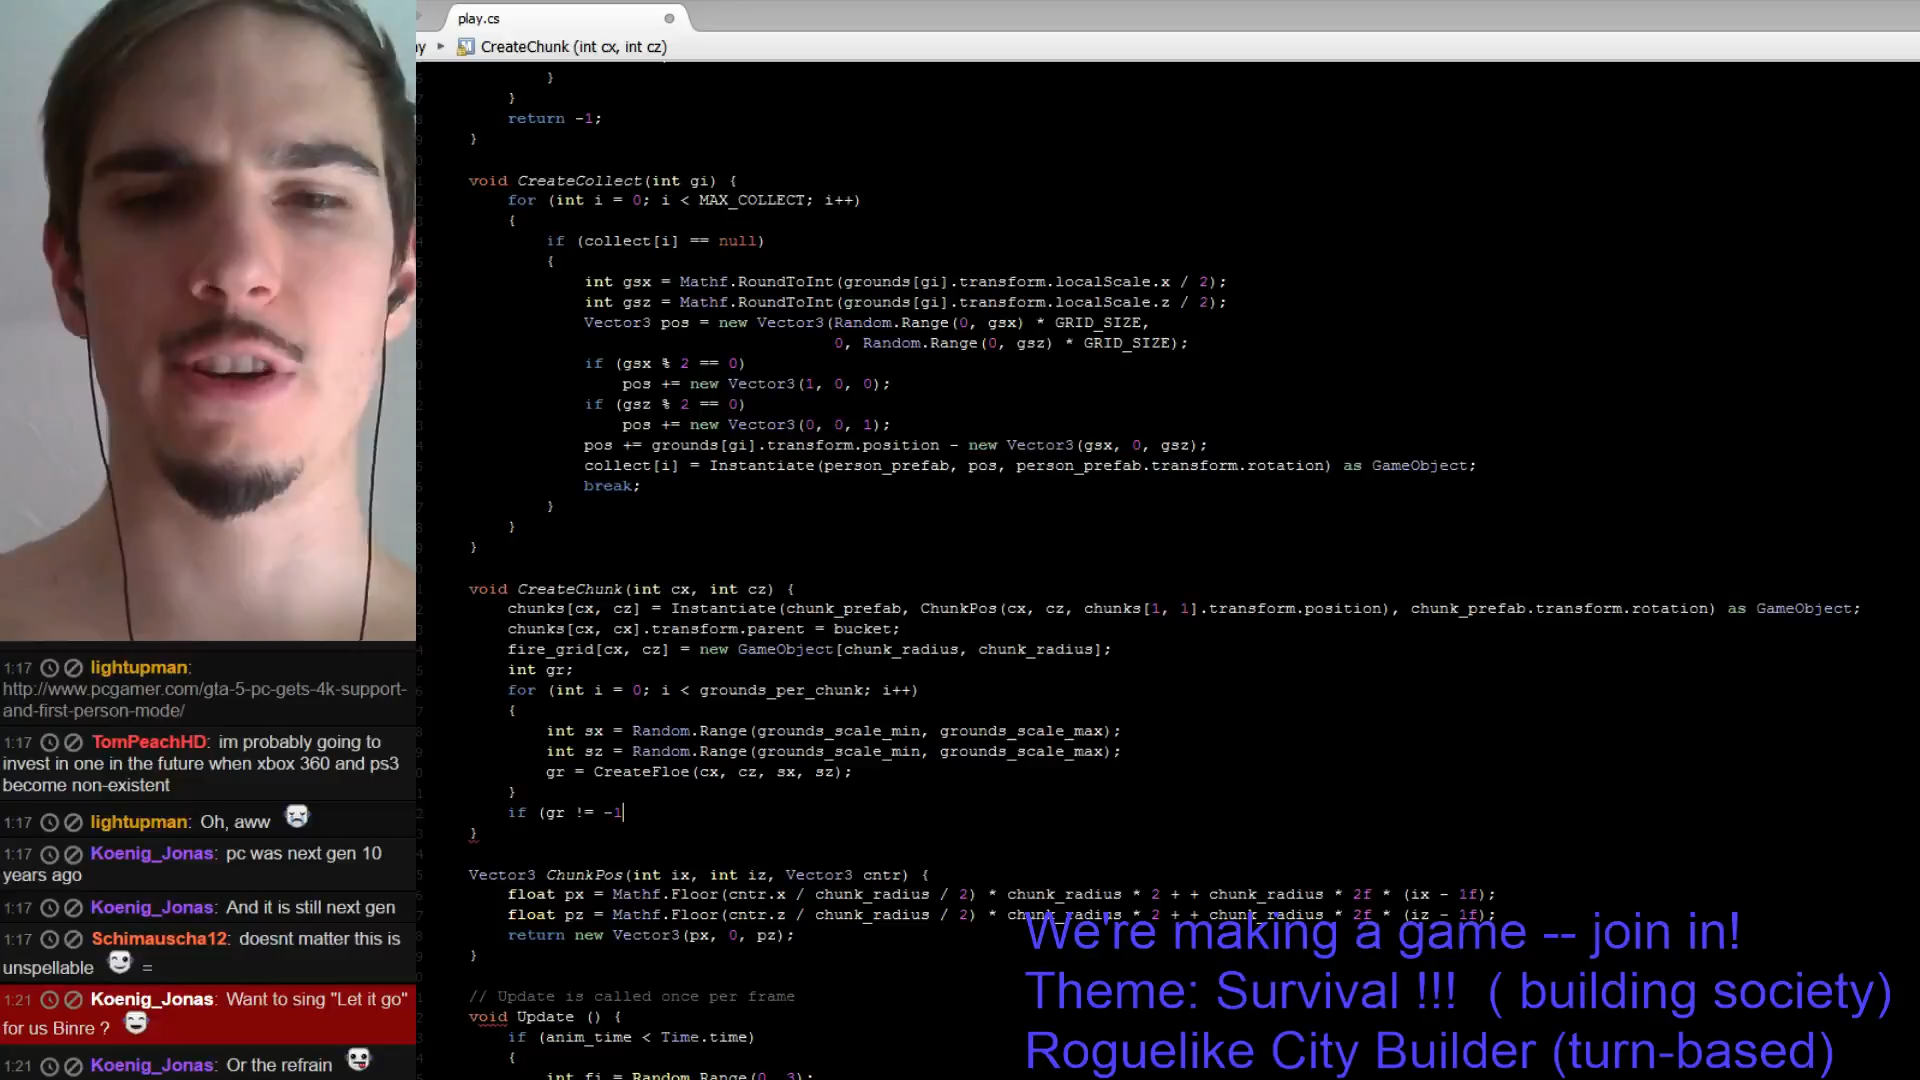 play.cs
CreateChunk (int cx, int cz)
}
}
return -1;
}
void CreateCollect(int gi) {
for (int i = 0; i < MAX_COLLECT; i++)
{
if (collect[i] == null)
{
int gsx = Mathf.RoundToInt(grounds[gi].transform.localScale.x / 2);
int gsz = Mathf.RoundToInt(grounds[gi].transform.localScale.z / 2);
Vector3 pos = new Vector3(Random.Range(0, gsx) * GRID_SIZE,
0, Random.Range(0, gsz) * GRID_SIZE);
if (gsx % 2 == 0)
pos += new Vector3(1, 0, 0);
if (gsz % 2 == 0)
pos += new Vector3(0, 0, 1);
pos += grounds[gi].transform.position - new Vector3(gsx, 0, gsz);
collect[i] = Instantiate(person_prefab, pos, person_prefab.transform.rotation) as GameObject;
break;
}
}
}
void CreateChunk(int cx, int cz) {
chunks[cx, cz] = Instantiate(chunk_prefab, ChunkPos(cx, cz, chunks[1, 1].transform.position), chunk_prefab.transform.rotation) as GameObject;
chunks[cx, cx].transform.parent = bucket;
fire_grid[cx, cz] = new GameObject[chunk_radius, chunk_radius];
int gr;
for (int i = 0; i < grounds_per_chunk; i++)
{
int sx = Random.Range(grounds_scale_min, grounds_scale_max);
int sz = Random.Range(grounds_scale_min, grounds_scale_max);
gr = CreateFloe(cx, cz, sx, sz);
}
if (gr != -1
}
Vector3 ChunkPos(int ix, int iz, Vector3 cntr) {
float px = Mathf.Floor(cntr.x / chunk_radius / 2) * chunk_radius * 2 + + chunk_radius * 2f * (ix - 1f);
float pz = Mathf.Floor(cntr.z / chunk_radius / 2) * chunk_radius * 2 + + chunk_radius * 2f * (iz - 1f);
return new Vector3(px, 0, pz);
}
// Update is called once per frame
void Update () {
if (anim_time < Time.time)
{
int fi = Random.Range(0, 3);
1:17 lightupman:
http://www.pcgamer.com/gta-5-pc-gets-4k-support-
and-first-person-mode/
1:17 TomPeachHD: im probably going to
invest in one in the future when xbox 360 and ps3
become non-existent
1:17 lightupman: Oh, aww
1:17 Koenig_Jonas: pc was next gen 10
years ago
1:17 Koenig_Jonas: And it is still next gen
1:17 Schimauscha12: doesnt matter this is
unspellable =
1:21 Koenig_Jonas: Want to sing "Let it go"
for us Binre ?
1:21 Koenig_Jonas: Or the refrain
We're making a game -- join in!
Theme: Survival !!! ( building society)
Roguelike City Builder (turn-based)